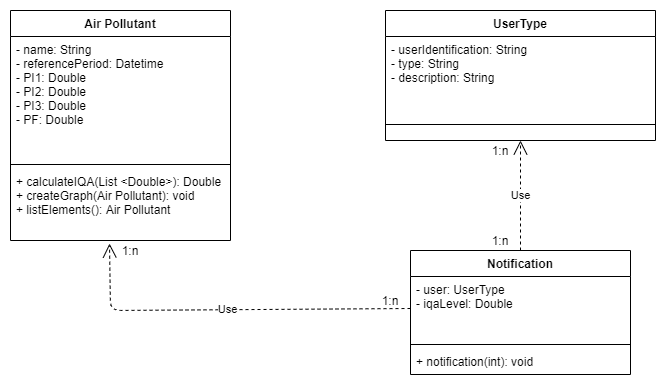 Air Pollutant
- name: String
- referencePeriod: Datetime
- PI1: Double
- PI2: Double
- PI3: Double
- PF: Double
+ calculateIQA(List <Double>): Double
+ createGraph(Air Pollutant): void
+ listElements(): Air Pollutant
UserType
- userIdentification: String
- type: String
- description: String
1:n
Use
1:n
1:n
Use
1:n
Notification
- user: UserType
- iqaLevel: Double
+ notification(int): void